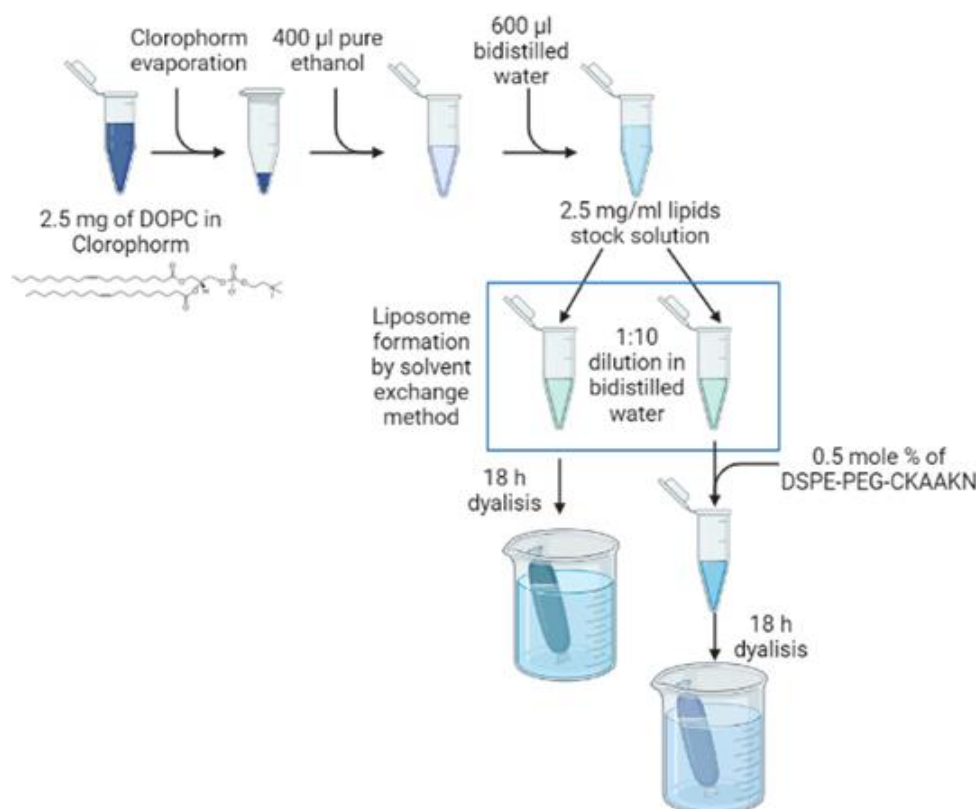 Clorophorm
evaporation
400 µl pure
ethanol
600 µl
bidistilled
water
2.5 mg of DOPC in
Clorophorm
2.5 mg/ml lipids
stock solution
Liposome
formation
by solvent
exchange
method
1:10
dilution in
bidistilled
water
0.5 mole % of
DSPE-PEG-CKAAKN
18 h
dyalisis
18 h
dyalisis